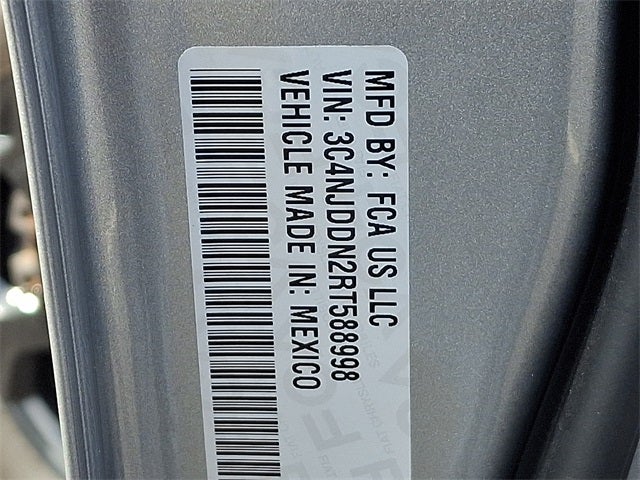 MFD BY: FCA US LLC
VIN: 3C4NJDDN2RT588998
VEHICLE MADE IN: MEXICO